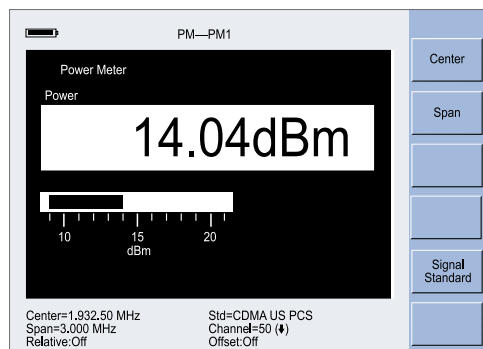 PM—PM1
Power Meter
Power
14.04dBm
10 15 20
dBm
Center=1.932.50 MHz
Span=3.000 MHz
Relative:Off
Std=CDMA US PCS
Channel=50 (⬇)
Offset:Off
Center
Span
Signal
Standard